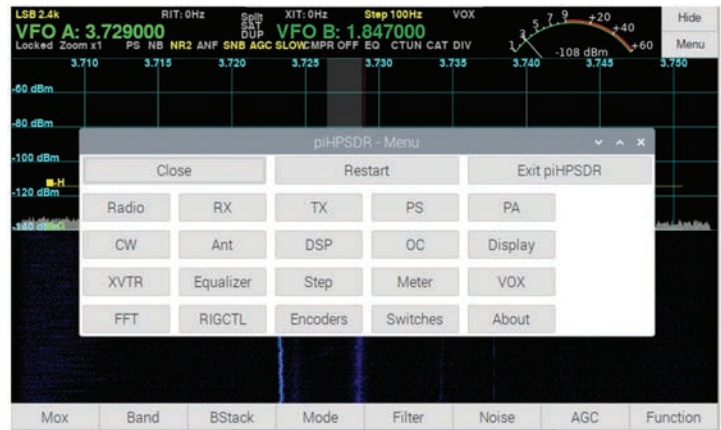 LSB 2.4k RIT: 0Hz Split XIT: 0Hz Step 100Hz VOX
SAT
DUP
VFO A: 3.729000 VFO B: 1.847000
Locked Zoom x1 PS NB NR2 ANF SNB AGC SLOW CMPR OFF EQ CTUN CAT DIV
1 3 5 7 9 +20 +40 +60
-108 dBm
Hide
Menu
3.710 3.715 3.720 3.725 3.730 3.735 3.740 3.745 3.750
-60 dBm
-80 dBm
-100 dBm
-H
-120 dBm
-140 dBm
piHPSDR - Menu
Close Restart Exit piHPSDR
Radio RX TX PS PA
CW Ant DSP OC Display
XVTR Equalizer Step Meter VOX
FFT RIGCTL Encoders Switches About
Mox Band BStack Mode Filter Noise AGC Function